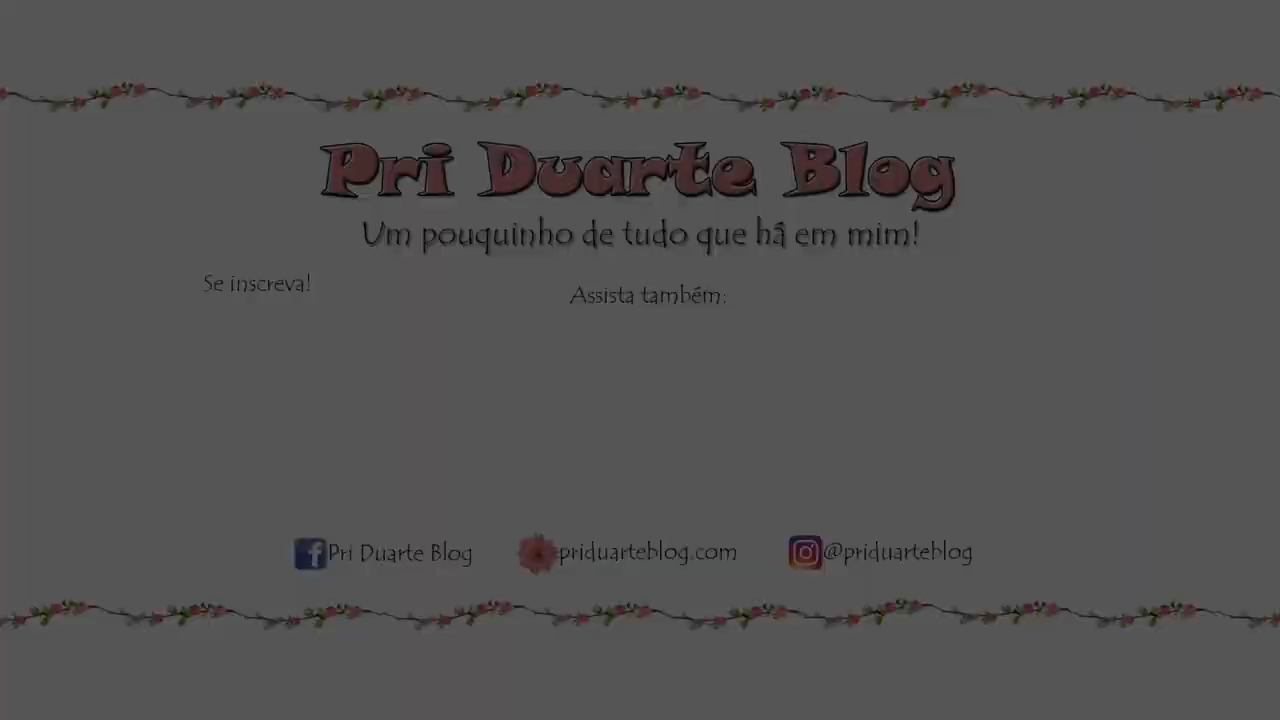 Pri Duarte Blog
Um pouquinho de tudo que há em mim!
Se inscreva!
Assista também:
Pri Duarte Blog
priduarteblog.com
@priduarteblog